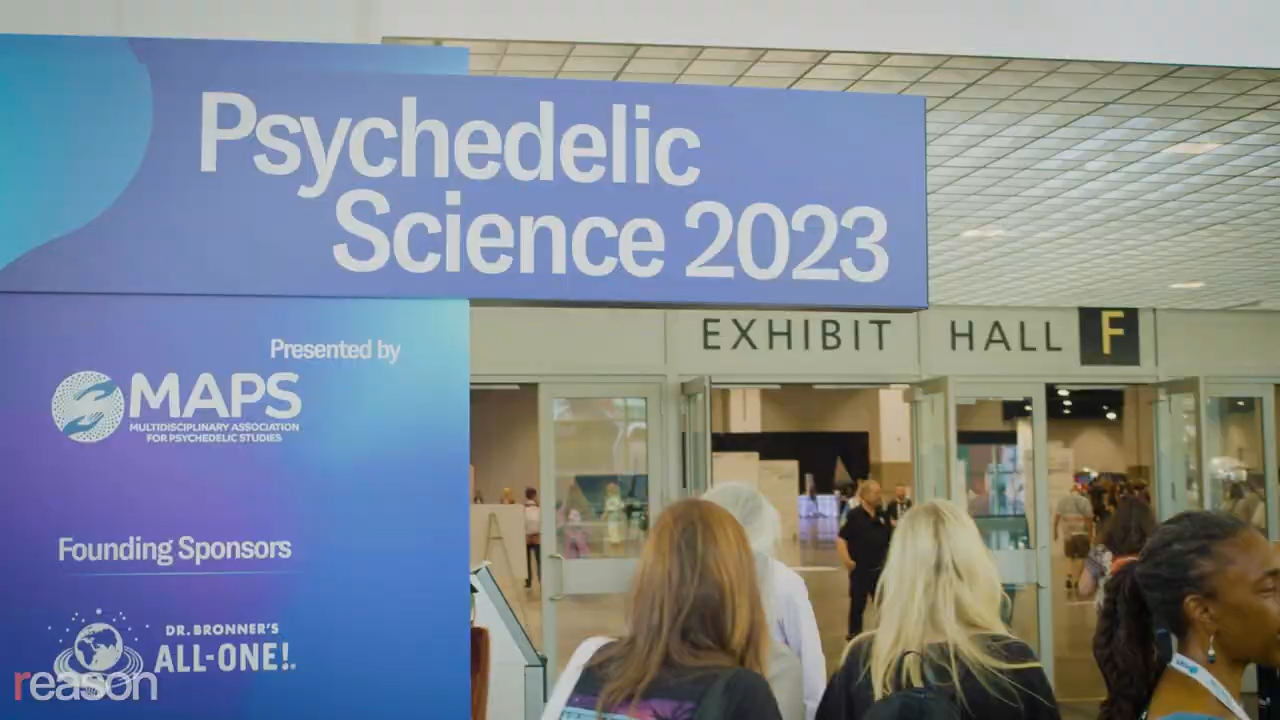 Psychedelic
Science 2023
EXHIBIT HALL F
Presented by
MAPS
MULTIDISCIPLINARY ASSOCIATION
FOR PSYCHEDELIC STUDIES
Founding Sponsors
DR. BRONNER'S
ALL-ONE!
reason